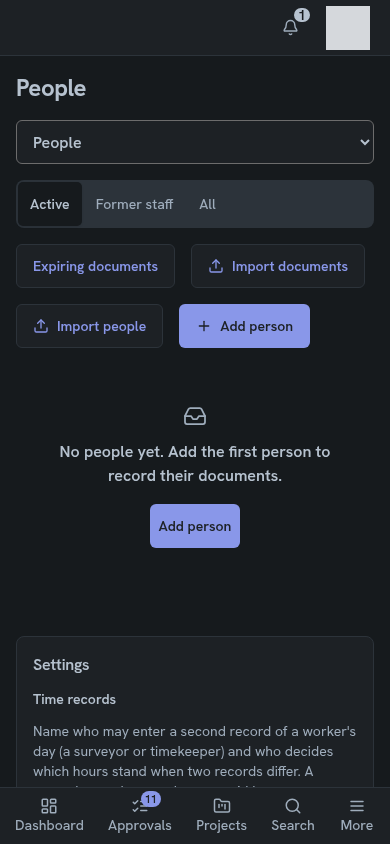 1
People
People
Active Former staff All
Expiring documents Import documents
Import people Add person
No people yet. Add the first person to
record their documents.
Add person
Settings
Time records
Name who may enter a second record of a worker's
day (a surveyor or timekeeper) and who decides
which hours stand when two records differ. A
11
Dashboard Approvals Projects Search More